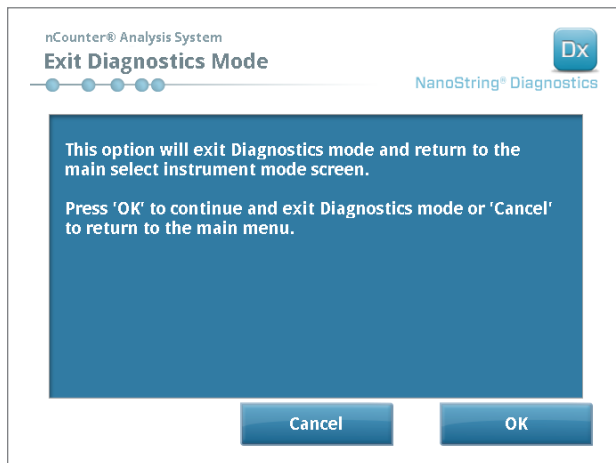 nCounter® Analysis System
Exit Diagnostics Mode
Dx
NanoString® Diagnostics
This option will exit Diagnostics mode and return to the
main select instrument mode screen.
Press 'OK' to continue and exit Diagnostics mode or 'Cancel'
to return to the main menu.
Cancel
OK